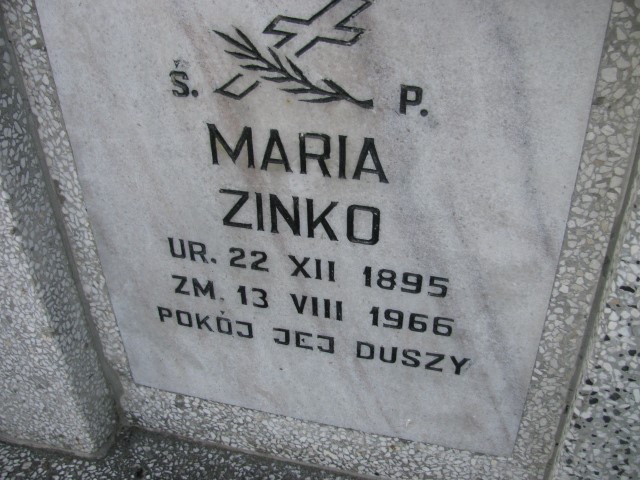 Ś. P.
MARIA
ZINKO
UR. 22 XII 1895
ZM. 13 VIII 1966
POKÓJ JEJ DUSZY